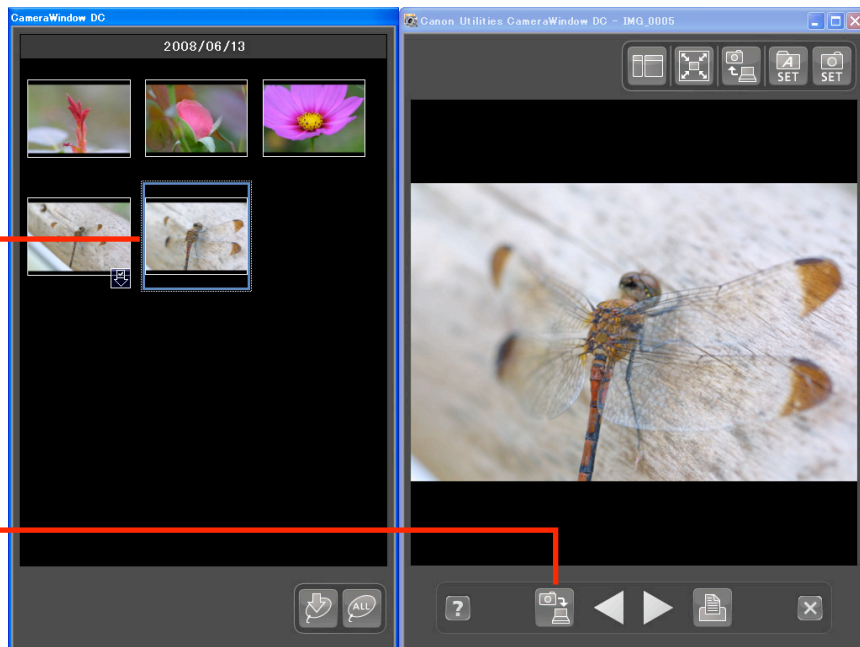 CameraWindow DC
2008/06/13
ALL
Canon Utilities CameraWindow DC - IMG_0005
A
SET
SET
?